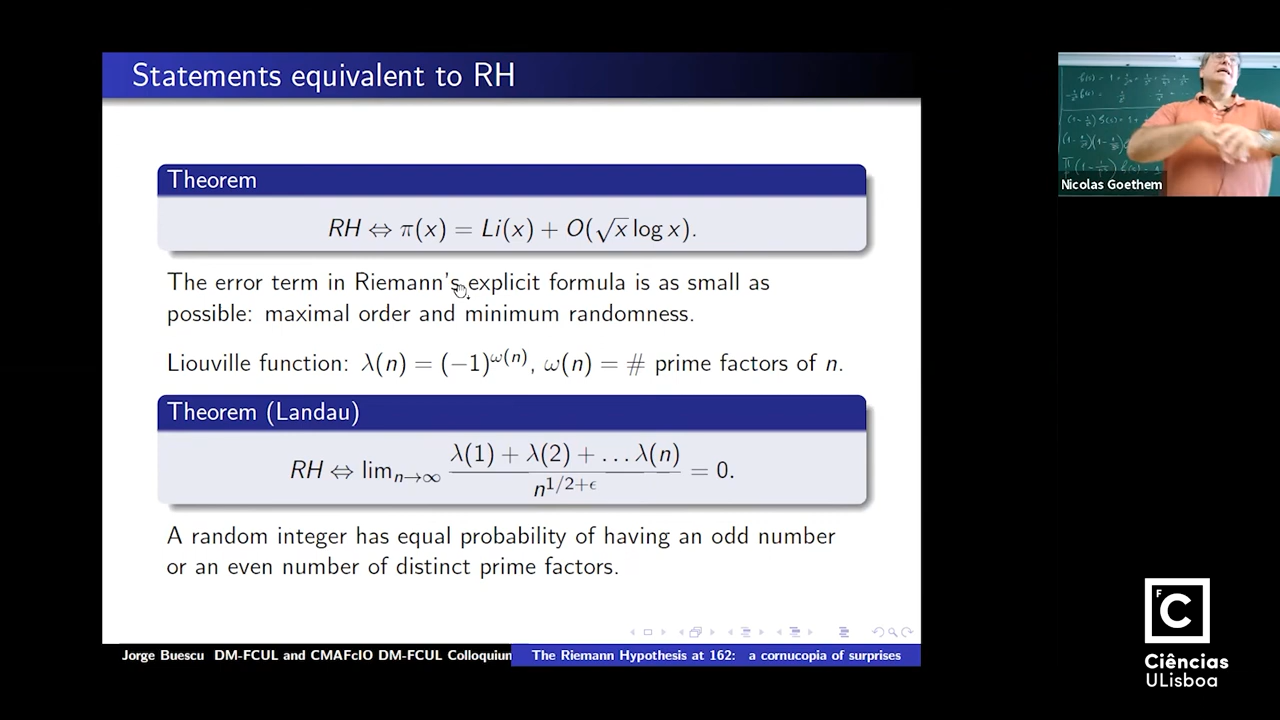 Statements equivalent to RH
Theorem
RH ⇔ π(x) = Li(x) + O(√x log x).
The error term in Riemann's explicit formula is as small as
possible: maximal order and minimum randomness.
Liouville function: λ(n) = (−1)^ω(n), ω(n) = # prime factors of n.
Theorem (Landau)
RH ⇔ lim_{n→∞} (λ(1) + λ(2) + ... λ(n)) / n^{1/2+ϵ} = 0.
A random integer has equal probability of having an odd number
or an even number of distinct prime factors.
Jorge Buescu DM-FCUL and CMAFcIO DM-FCUL Colloquium
The Riemann Hypothesis at 162: a cornucopia of surprises
Nicolas Goethem
F
C
Ciências
ULisboa